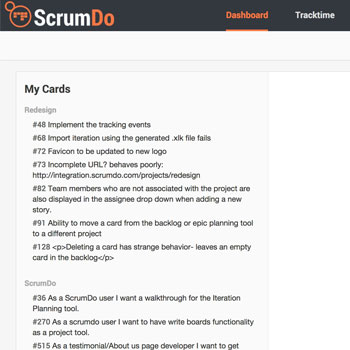 ScrumDo Dashboard Tracktime
My Cards
Redesign
#48 Implement the tracking events
#68 Import iteration using the generated .xlk file fails
#72 Favicon to be updated to new logo
#73 Incomplete URL? behaves poorly:
http://integration.scrumdo.com/projects/redesign
#82 Team members who are not associated with the project are
also displayed in the assignee drop down when adding a new
story.
#91 Ability to move a card from the backlog or epic planning tool
to a different project
#128 <p>Deleting a card has strange behavior- leaves an empty
card in the backlog</p>
ScrumDo
#36 As a ScrumDo user I want a walkthrough for the Iteration
Planning tool.
#270 As a scrumdo user I want to have write boards functionality
as a project tool.
#515 As a testimonial/About us page developer I want to get